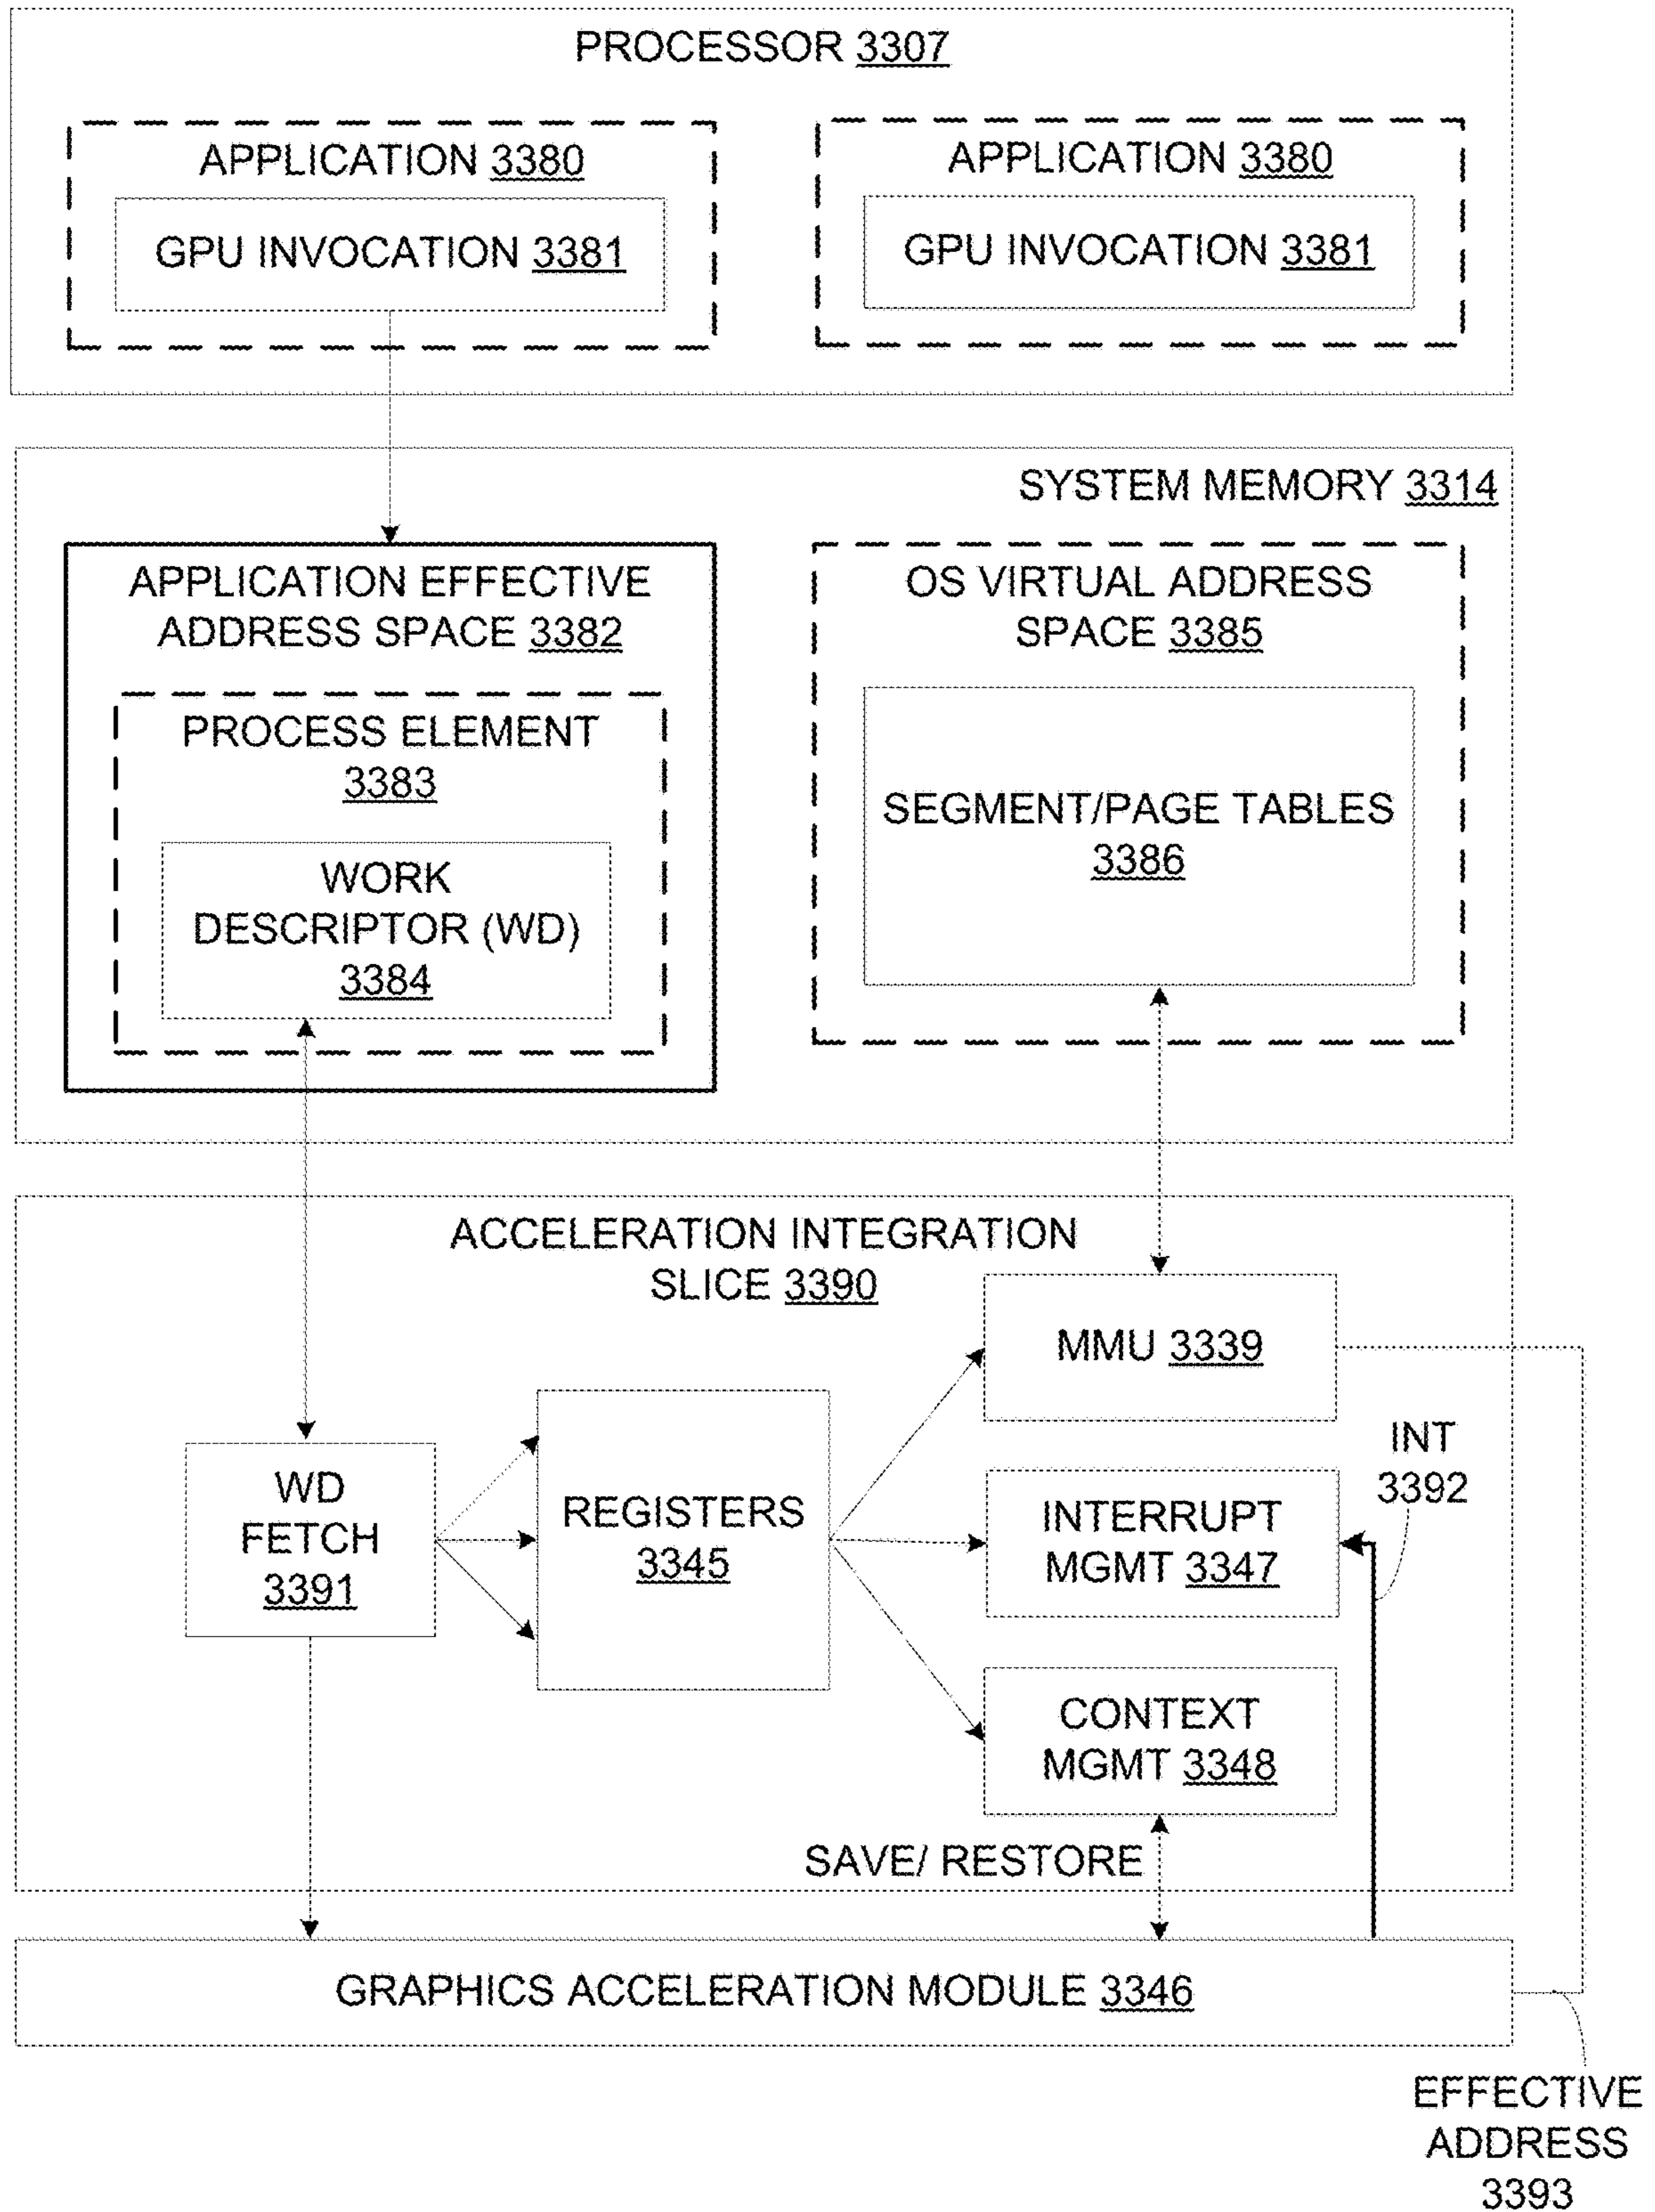 PROCESSOR 3307
APPLICATION 3380
GPU INVOCATION 3381
APPLICATION 3380
GPU INVOCATION 3381
SYSTEM MEMORY 3314
APPLICATION EFFECTIVE
ADDRESS SPACE 3382
PROCESS ELEMENT
3383
WORK
DESCRIPTOR (WD)
3384
OS VIRTUAL ADDRESS
SPACE 3385
SEGMENT/PAGE TABLES
3386
ACCELERATION INTEGRATION
SLICE 3390
WD
FETCH
3391
REGISTERS
3345
MMU 3339
INTERRUPT
MGMT 3347
CONTEXT
MGMT 3348
INT
3392
SAVE/ RESTORE
GRAPHICS ACCELERATION MODULE 3346
EFFECTIVE
ADDRESS
3393